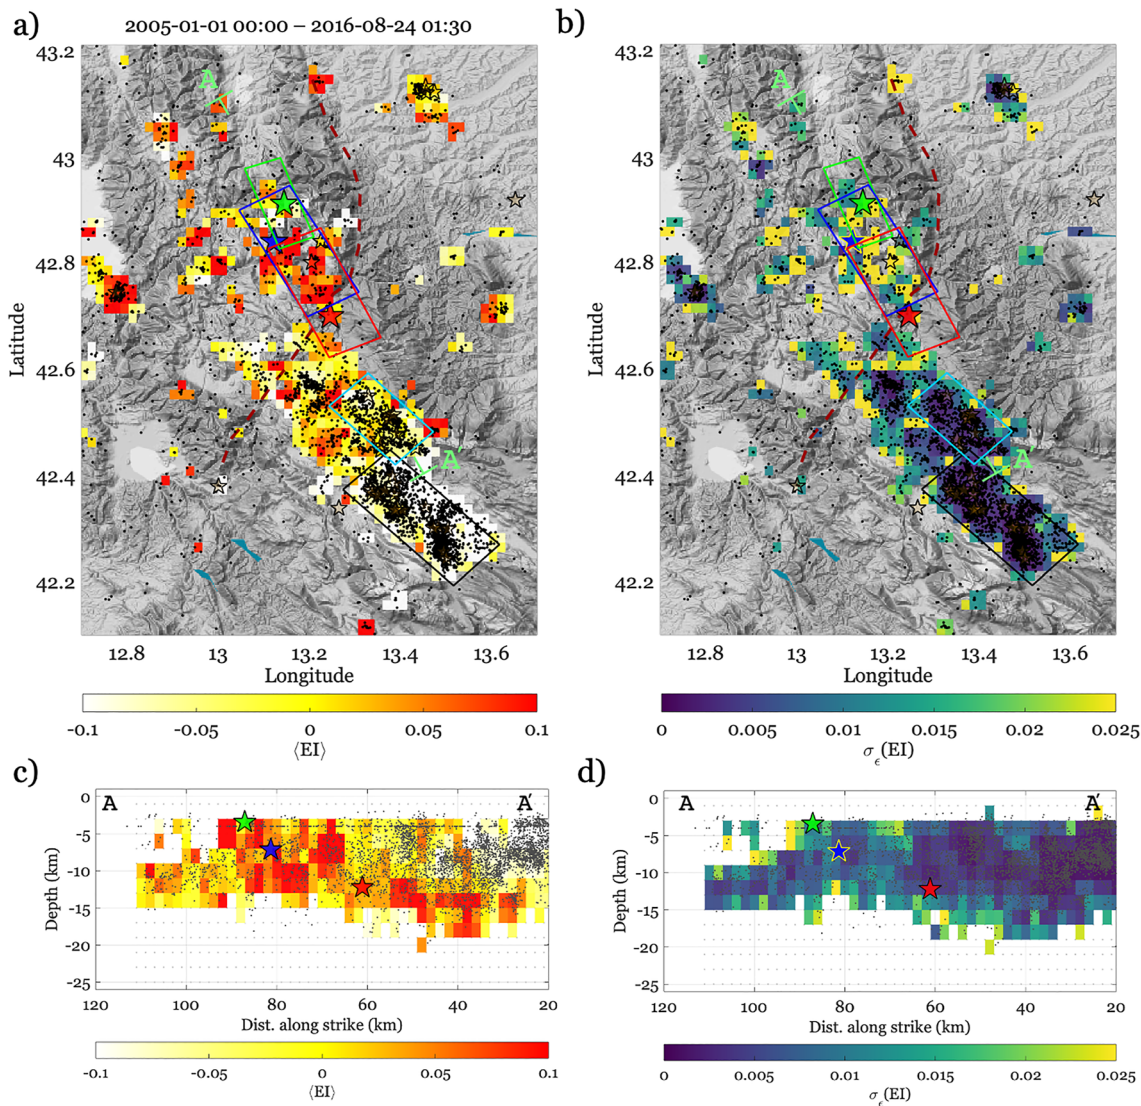 a)
2005-01-01 00:00 – 2016-08-24 01:30
b)
43.2
43
42.8
42.6
42.4
42.2
Latitude
A
A′
12.8
13
13.2
13.4
13.6
Longitude
-0.1
-0.05
0
0.05
0.1
⟨EI⟩
43.2
43
42.8
42.6
42.4
42.2
Latitude
A
A
12.8
13
13.2
13.4
13.6
Longitude
0
0.005
0.01
0.015
0.02
0.025
σϵ(EI)
c)
A
A′
0
-5
-10
-15
-20
-25
Depth (km)
120
100
80
60
40
20
Dist. along strike (km)
-0.1
-0.05
0
0.05
0.1
⟨EI⟩
d)
A
A′
0
-5
-10
-15
-20
-25
Depth (km)
120
100
80
60
40
20
Dist. along strike (km)
0
0.005
0.01
0.015
0.02
0.025
σϵ(EI)